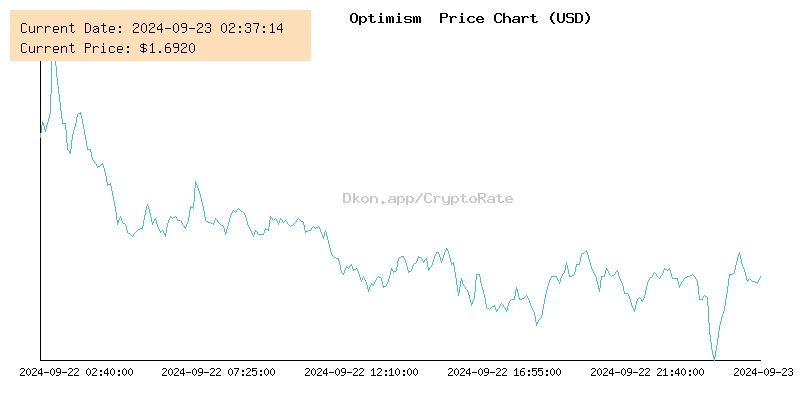 Optimism  Price Chart (USD)
Current Date: 2024-09-23 02:37:14
Current Price: $1.6920
Dkon.app/CryptoRate
2024-09-22 02:40:00 2024-09-22 07:25:00 2024-09-22 12:10:00 2024-09-22 16:55:00 2024-09-22 21:40:00 2024-09-23